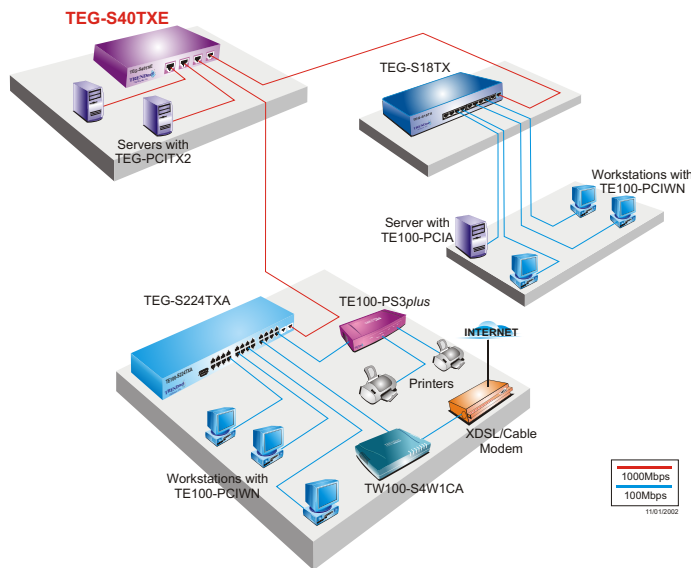 TEG-S40TXE
TRENDnet
Servers with
TEG-PCITX2
TEG-S18TX
Workstations with
TE100-PCIWN
Server with
TE100-PCIA
TEG-S224TXA
TE100-PS3plus
INTERNET
Printers
XDSL/Cable
Modem
Workstations with
TE100-PCIWN
TW100-S4W1CA
1000Mbps
100Mbps
11/01/2002